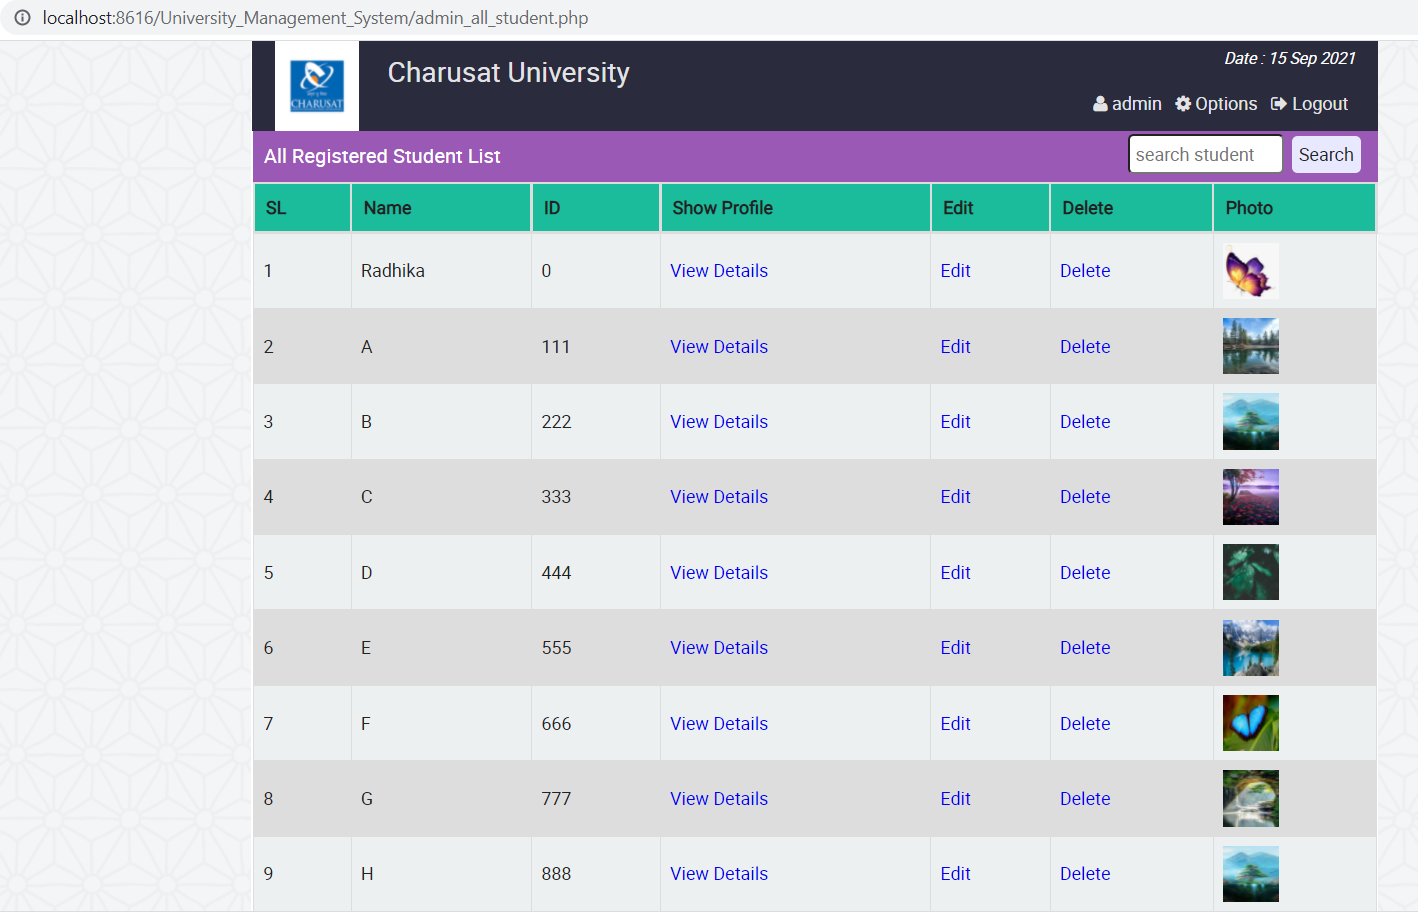 localhost:8616/University_Management_System/admin_all_student.php
CHARUSAT
Charusat University
Date : 15 Sep 2021
admin Options Logout
All Registered Student List search student Search
SL Name ID Show Profile Edit Delete Photo
1 Radhika 0 View Details Edit Delete
2 A 111 View Details Edit Delete
3 B 222 View Details Edit Delete
4 C 333 View Details Edit Delete
5 D 444 View Details Edit Delete
6 E 555 View Details Edit Delete
7 F 666 View Details Edit Delete
8 G 777 View Details Edit Delete
9 H 888 View Details Edit Delete